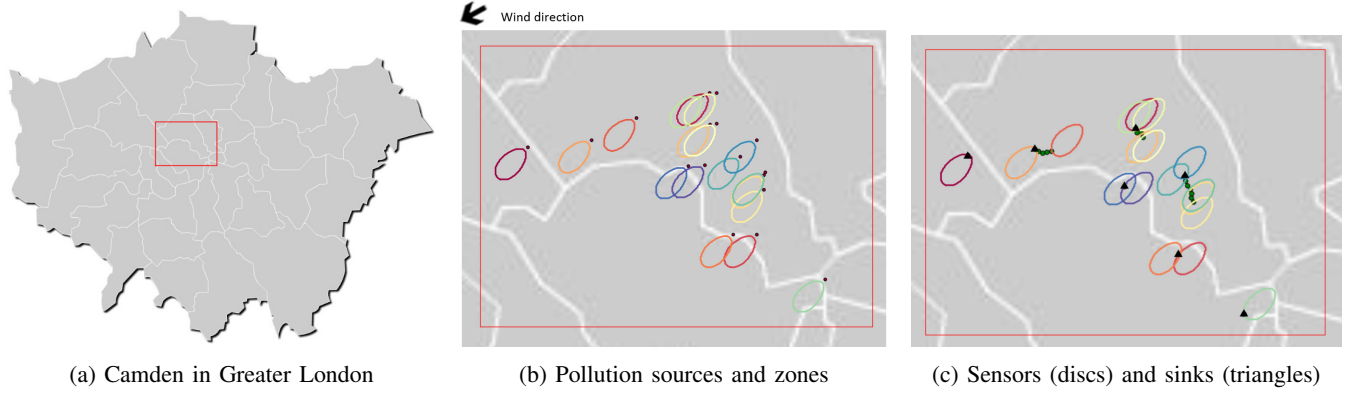 Wind direction
(a) Camden in Greater London
(b) Pollution sources and zones
(c) Sensors (discs) and sinks (triangles)